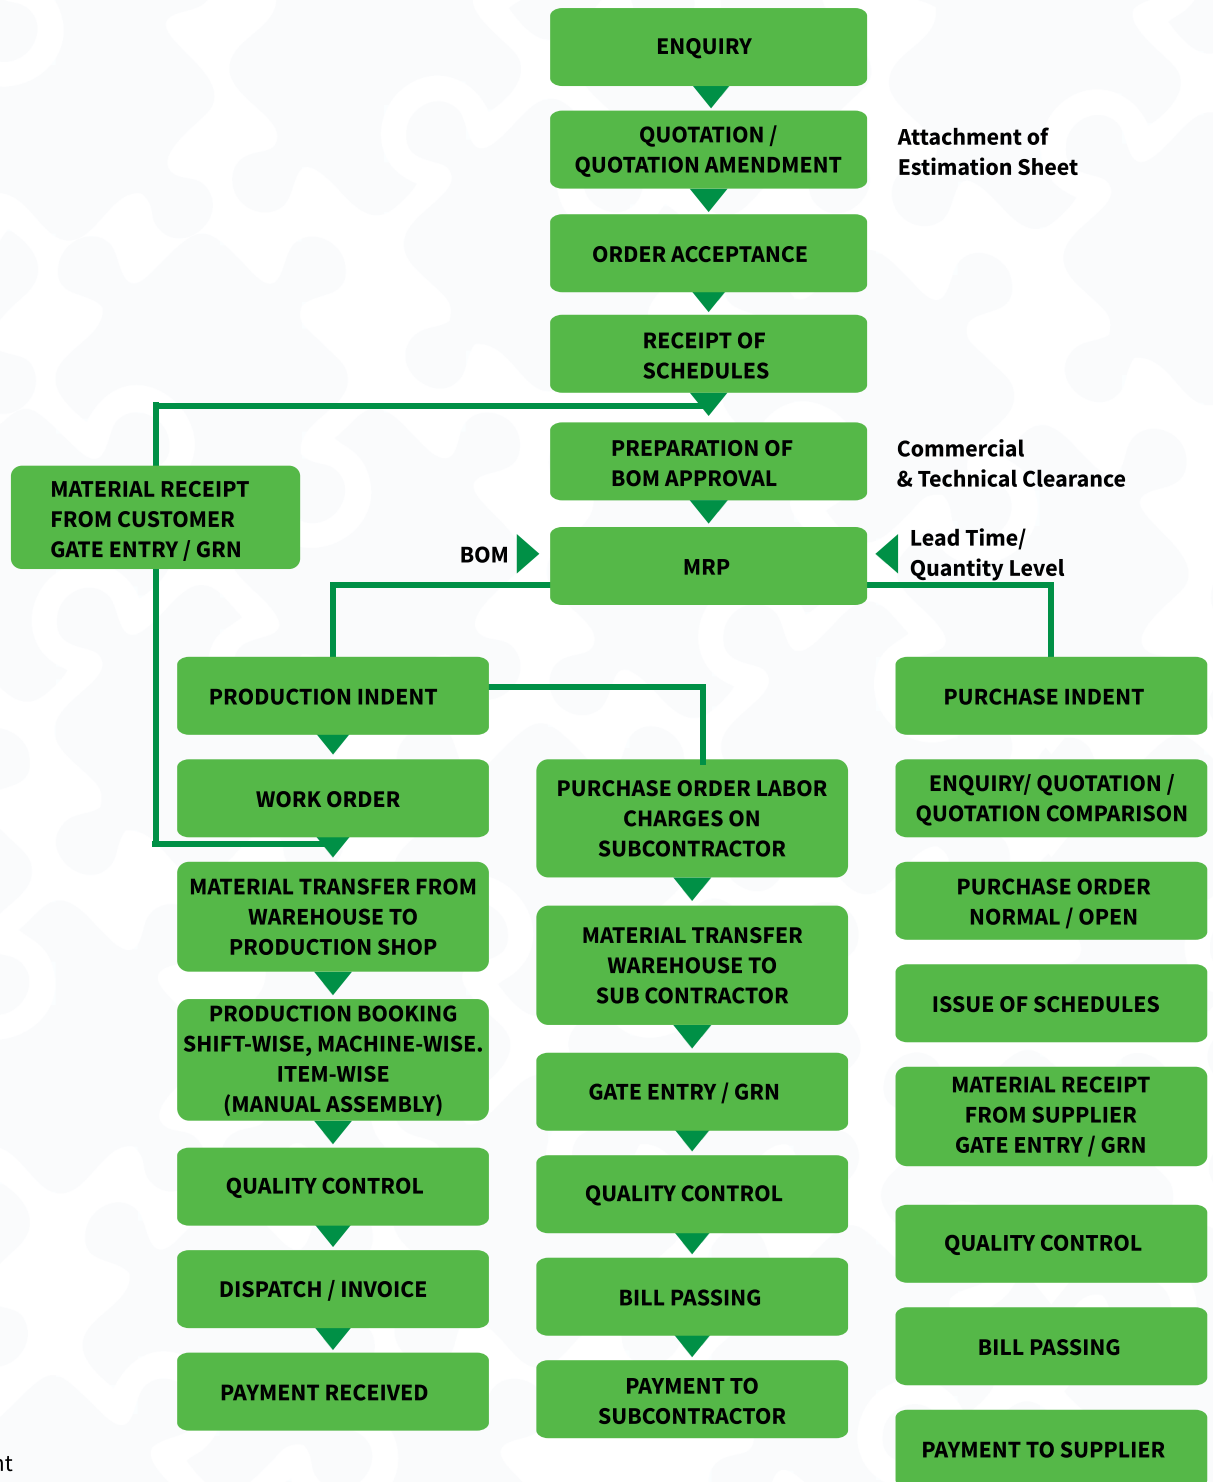 ENQUIRY
QUOTATION /
QUOTATION AMENDMENT
Attachment of
Estimation Sheet
ORDER ACCEPTANCE
RECEIPT OF
SCHEDULES
PREPARATION OF
BOM APPROVAL
Commercial
& Technical Clearance
MATERIAL RECEIPT
FROM CUSTOMER
GATE ENTRY / GRN
BOM
MRP
Lead Time/
Quantity Level
PRODUCTION INDENT
WORK ORDER
MATERIAL TRANSFER FROM
WAREHOUSE TO
PRODUCTION SHOP
PRODUCTION BOOKING
SHIFT-WISE, MACHINE-WISE.
ITEM-WISE
(MANUAL ASSEMBLY)
QUALITY CONTROL
DISPATCH / INVOICE
PAYMENT RECEIVED
PURCHASE ORDER LABOR
CHARGES ON
SUBCONTRACTOR
MATERIAL TRANSFER
WAREHOUSE TO
SUB CONTRACTOR
GATE ENTRY / GRN
QUALITY CONTROL
BILL PASSING
PAYMENT TO
SUBCONTRACTOR
PURCHASE INDENT
ENQUIRY/ QUOTATION /
QUOTATION COMPARISON
PURCHASE ORDER
NORMAL / OPEN
ISSUE OF SCHEDULES
MATERIAL RECEIPT
FROM SUPPLIER
GATE ENTRY / GRN
QUALITY CONTROL
BILL PASSING
PAYMENT TO SUPPLIER